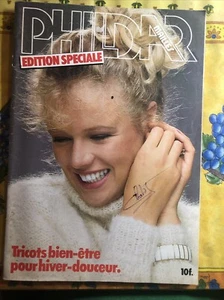 PHILDAR
EDITION SPECIALE
Tricots bien-être
pour hiver-douceur.
10f.